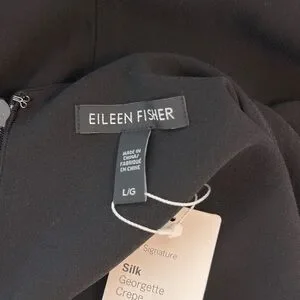 EILEEN FISHER
MADE IN
CHINA/
FABRIQUÉ
EN CHINE
L/G
Signature
Silk
Georgette
Crepe